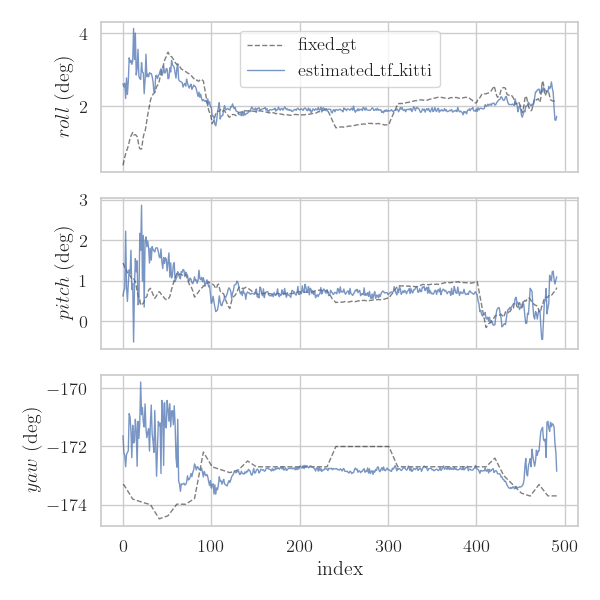 4
2
roll (deg)
fixed_gt
estimated_tf_kitti
3
2
1
0
pitch (deg)
−170
−172
−174
yaw (deg)
0 100 200 300 400 500
index